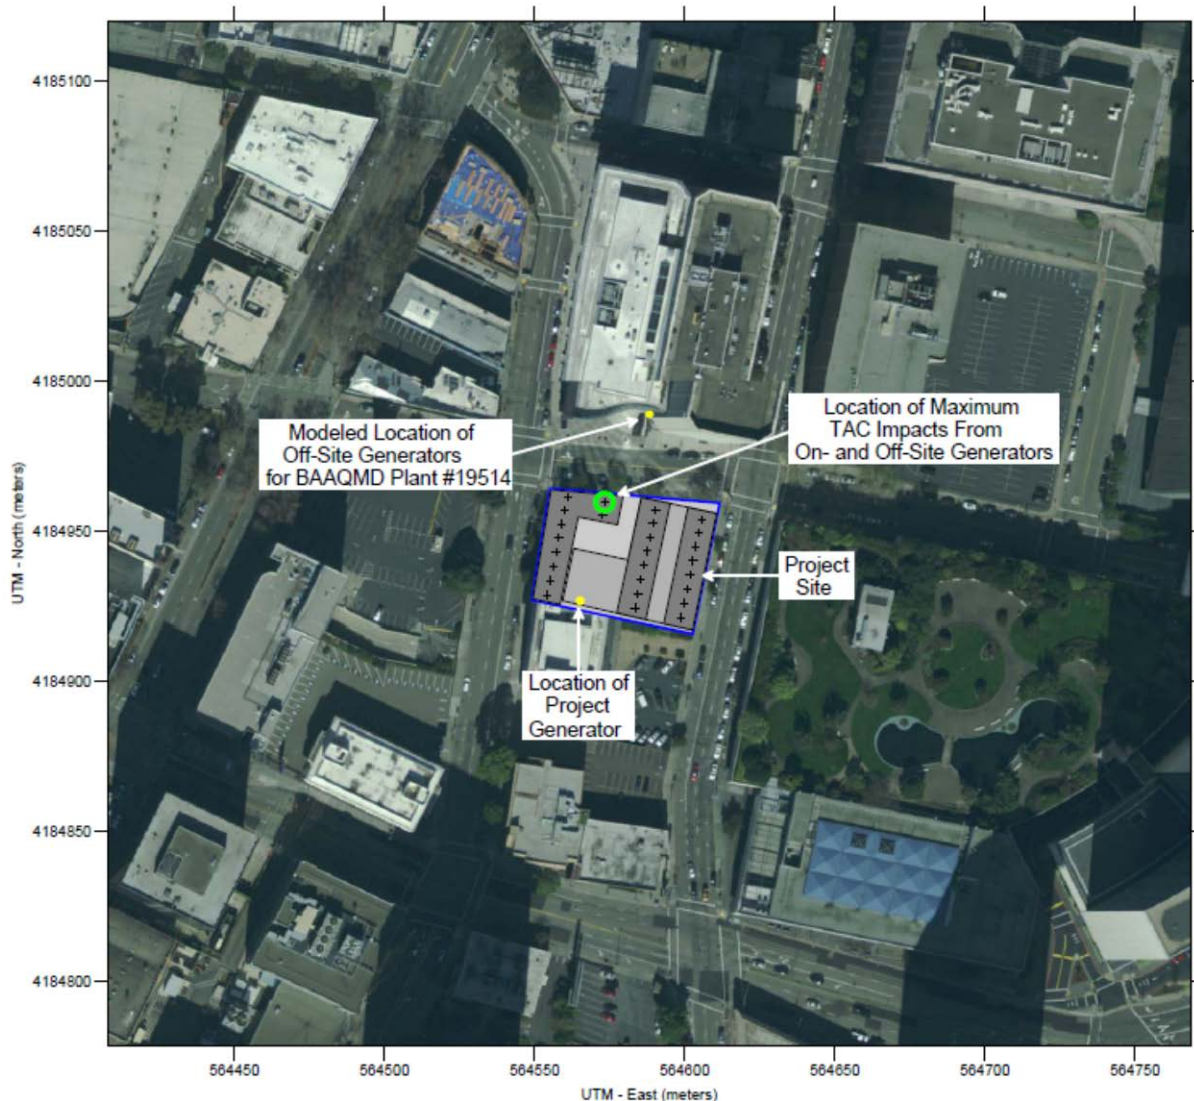 4185100
4185050
4185000
4184950
4184900
4184850
4184800
UTM - North (meters)
Modeled Location of
Off-Site Generators
for BAAQMD Plant #19514
Location of Maximum
TAC Impacts From
On- and Off-Site Generators
Project
Site
Location of
Project
Generator
564450
564500
564550
564600
564650
564700
564750
UTM - East (meters)